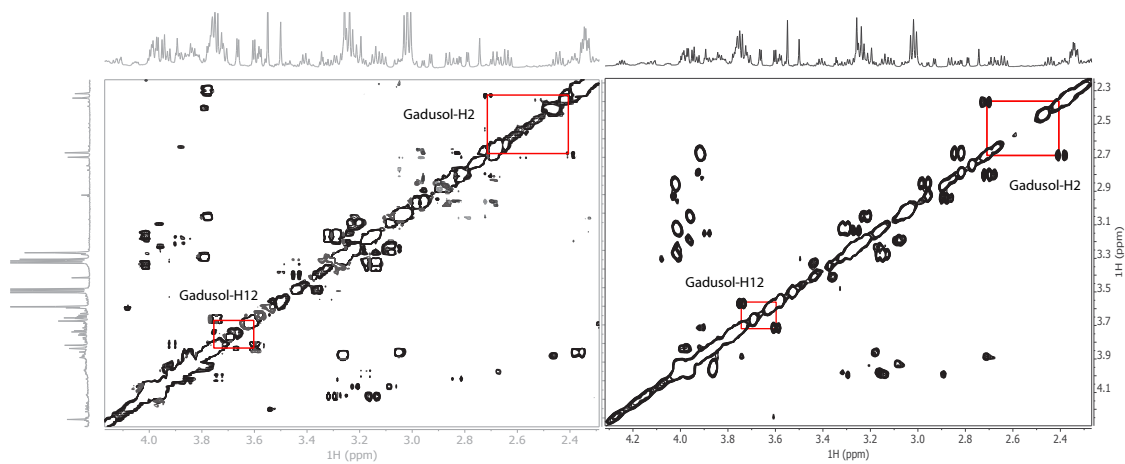 Gadusol-H2
Gadusol-H12
4.0 3.8 3.6 3.4 3.2 3.0 2.8 2.6 2.4
1H (ppm)
Gadusol-H2
Gadusol-H12
4.2 4.0 3.8 3.6 3.4 3.2 3.0 2.8 2.6 2.4
1H (ppm)
2.3
2.5
2.7
2.9
3.1
3.3
3.5
3.7
3.9
4.1
1H (ppm)